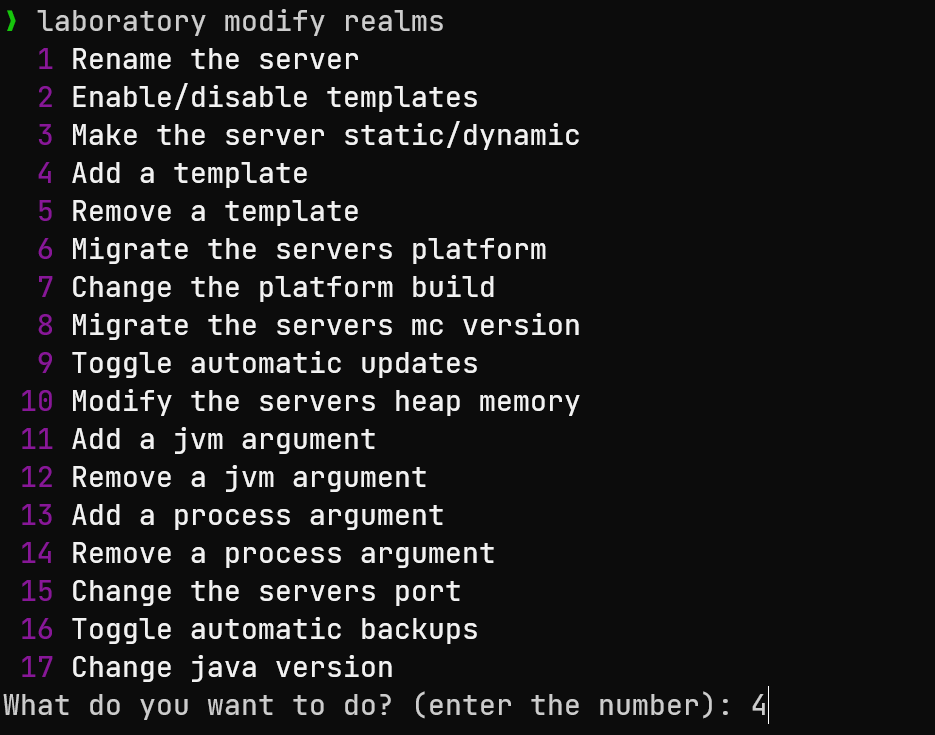 ❯ laboratory modify realms
1 Rename the server
2 Enable/disable templates
3 Make the server static/dynamic
4 Add a template
5 Remove a template
6 Migrate the servers platform
7 Change the platform build
8 Migrate the servers mc version
9 Toggle automatic updates
10 Modify the servers heap memory
11 Add a jvm argument
12 Remove a jvm argument
13 Add a process argument
14 Remove a process argument
15 Change the servers port
16 Toggle automatic backups
17 Change java version
What do you want to do? (enter the number): 4